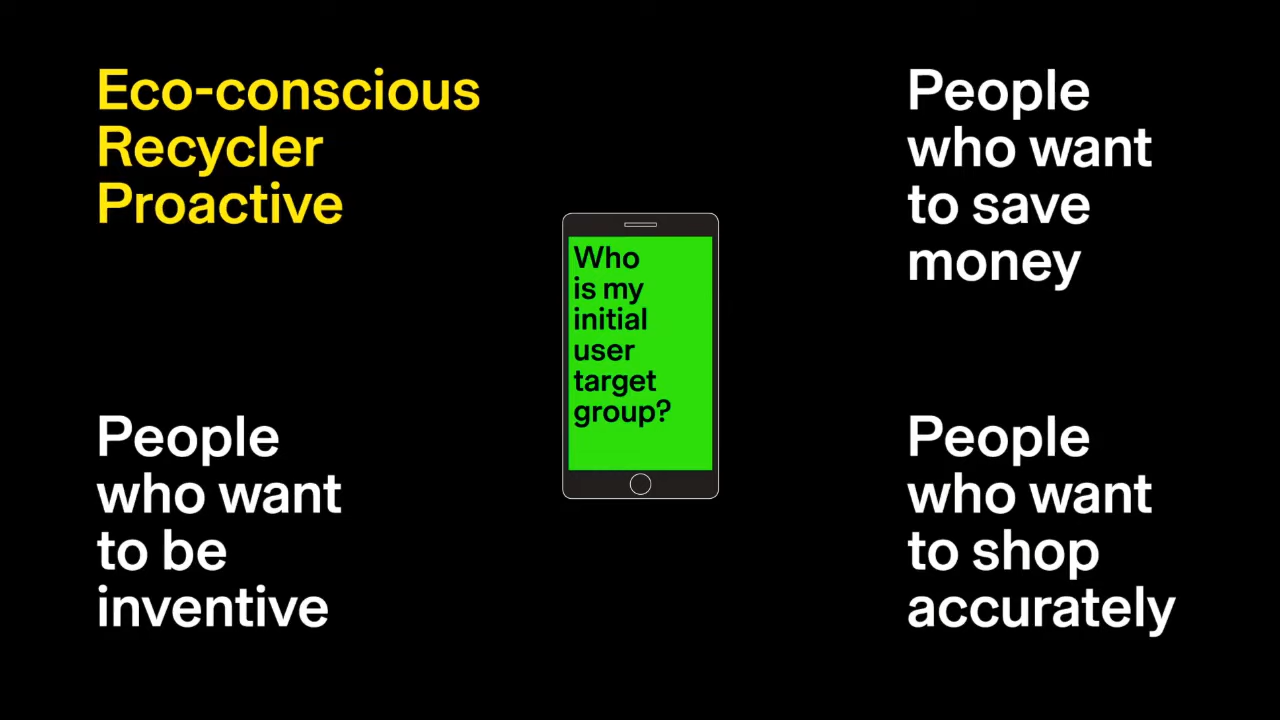 Eco-conscious
Recycler
Proactive
People
who want
to save
money
Who
is my
initial
user
target
group?
People
who want
to be
inventive
People
who want
to shop
accurately